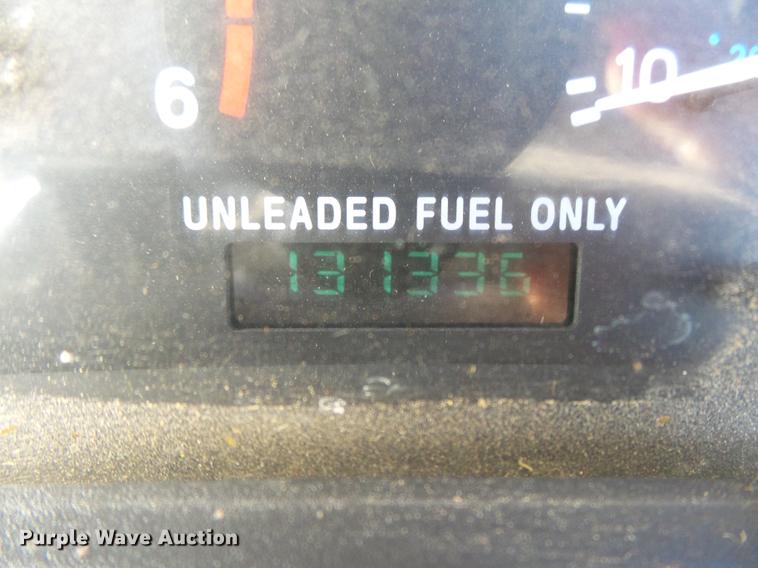 6
10
UNLEADED FUEL ONLY
131336
Purple Wave Auction